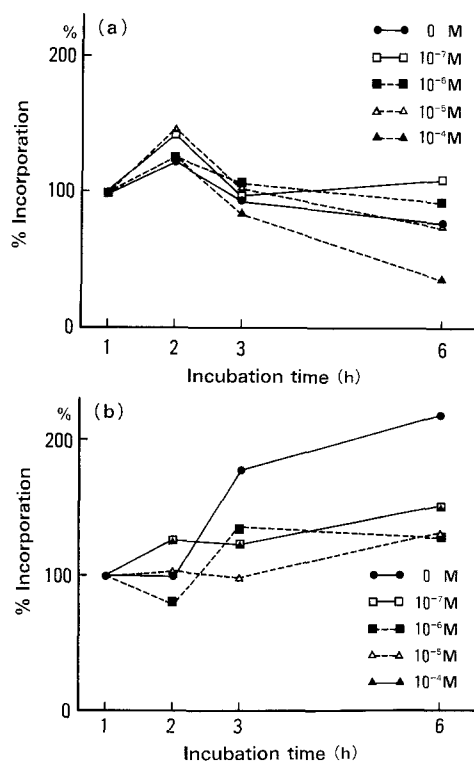 %
(a)
200
100
0
% Incorporation
0 M
10⁻⁷M
10⁻⁶M
10⁻⁵M
10⁻⁴M
1 2 3 6
Incubation time (h)
%
(b)
200
100
0
% Incorporation
0 M
10⁻⁷M
10⁻⁶M
10⁻⁵M
10⁻⁴M
1 2 3 6
Incubation time (h)